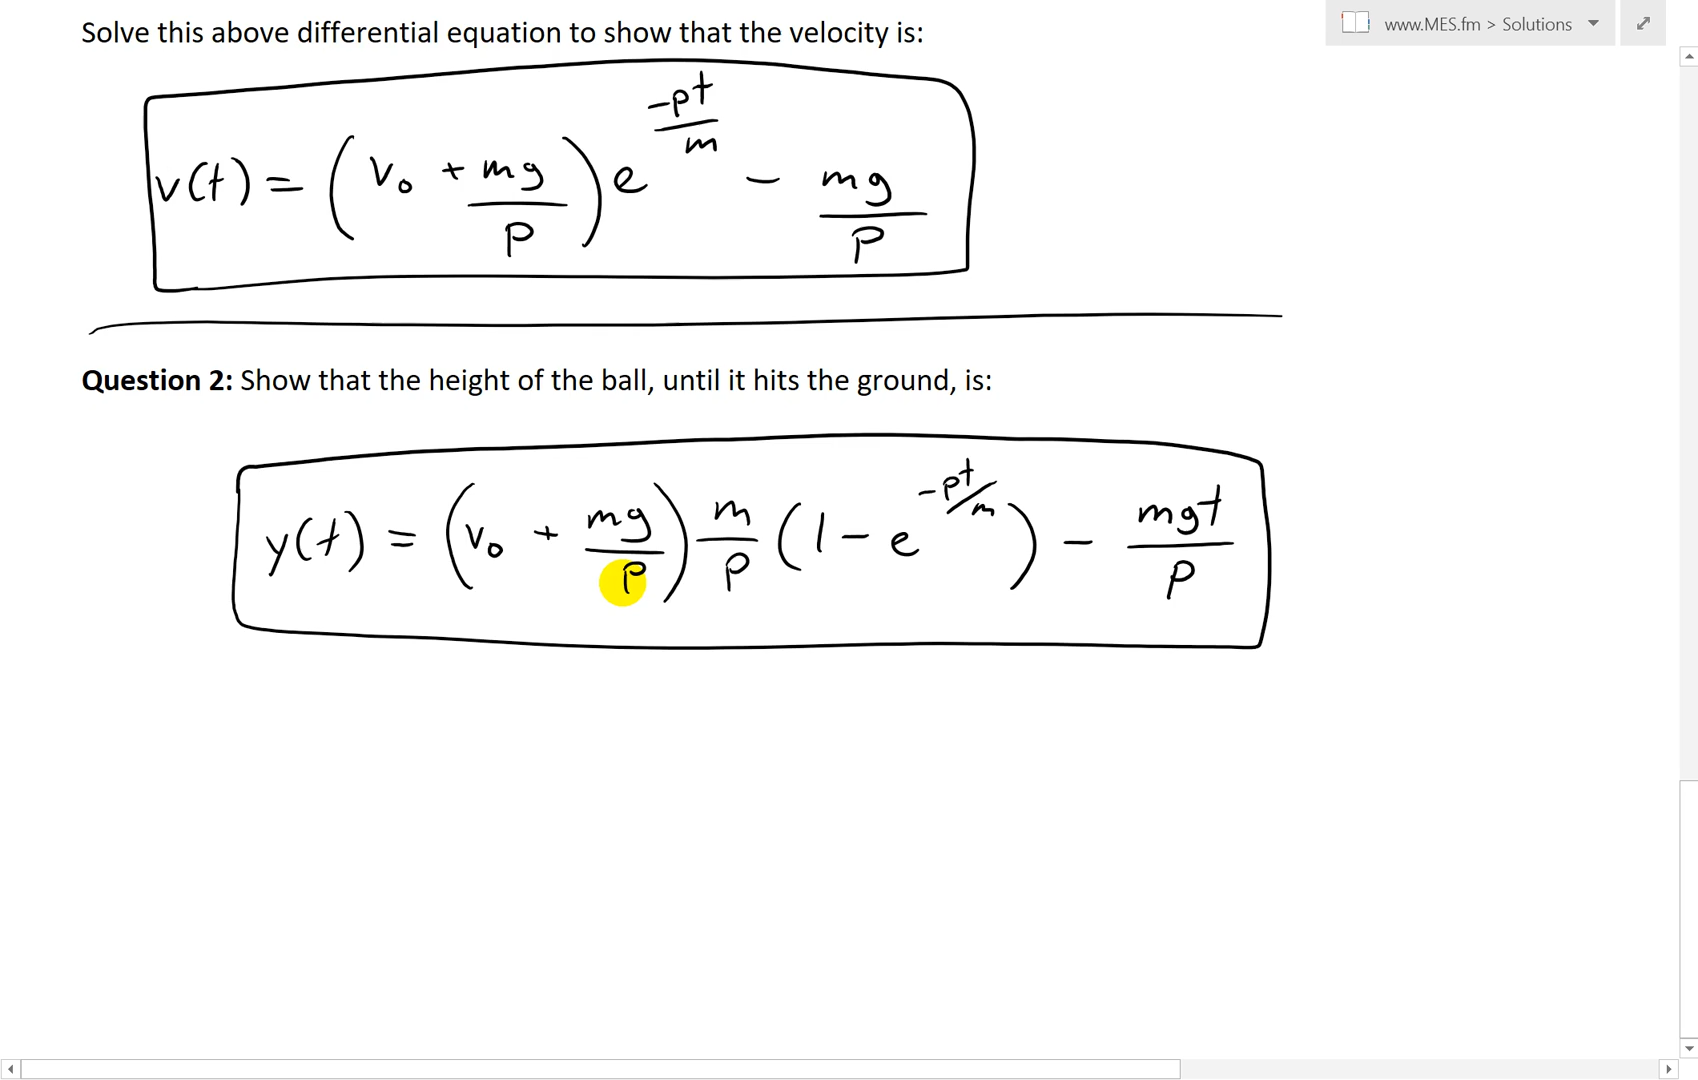 www.MES.fm > Solutions
Solve this above differential equation to show that the velocity is:
v(t) = (v₀ + mg/p) e^(-pt/m) - mg/p
Question 2: Show that the height of the ball, until it hits the ground, is:
y(t) = (v₀ + mg/p) m/p (1 - e^(-pt/m)) - mgt/p